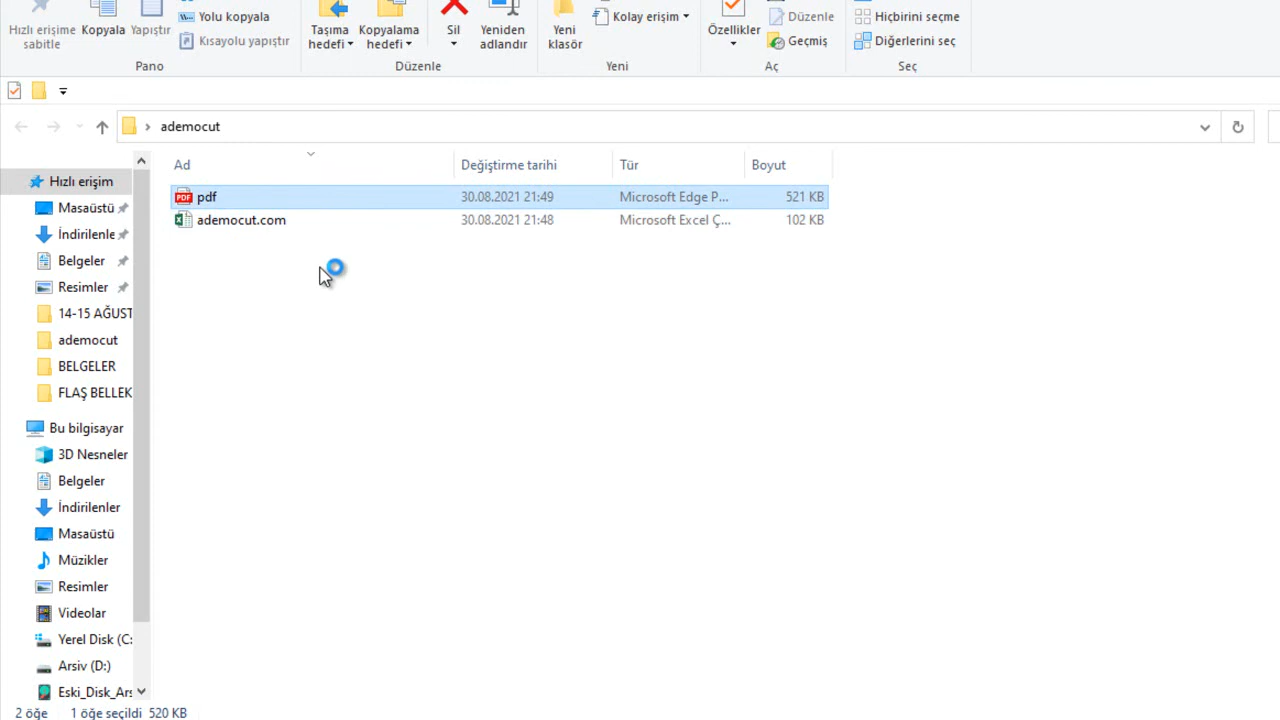 Yolu kopyala
Hızlı erişime sabitle
Kopyala
Yapıştır
Kısayolu yapıştır
Taşıma hedefi
Kopyalama hedefi
Sil
Yeniden adlandır
Yeni klasör
Kolay erişim
Özellikler
Düzenle
Geçmiş
Hiçbirini seçme
Diğerlerini seç
Pano
Düzenle
Yeni
Aç
Seç
ademocut
Ad
Değiştirme tarihi
Tür
Boyut
pdf 30.08.2021 21:49 Microsoft Edge P... 521 KB
ademocut.com 30.08.2021 21:48 Microsoft Excel Ç... 102 KB
Hızlı erişim
Masaüstü
İndirilenle
Belgeler
Resimler
14-15 AĞUST
ademocut
BELGELER
FLAŞ BELLEK
Bu bilgisayar
3D Nesneler
Belgeler
İndirilenler
Masaüstü
Müzikler
Resimler
Videolar
Yerel Disk (C:
Arsiv (D:)
Eski_Disk_Ars
2 öğe 1 öğe seçildi 520 KB